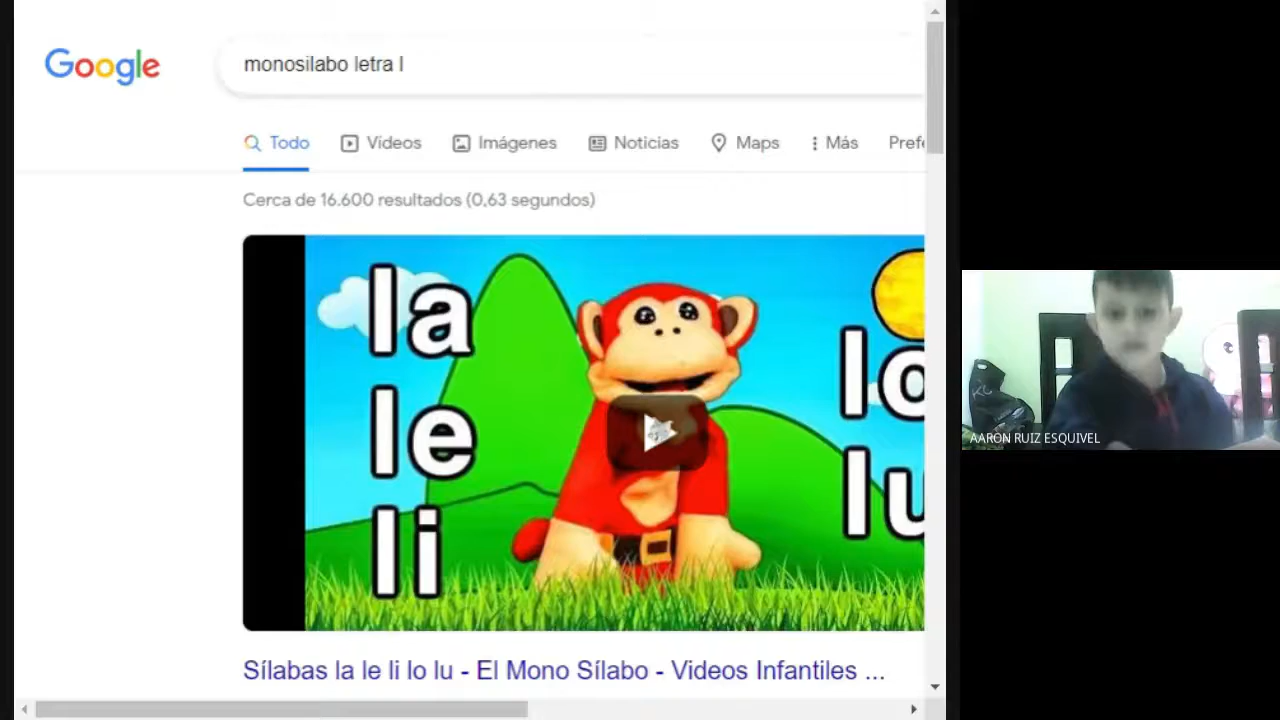 Google
monosilabo letra l
Todo Videos Imágenes Noticias Maps Más Prefe
Cerca de 16.600 resultados (0,63 segundos)
la
le
li
lo
lu
Sílabas la le li lo lu - El Mono Sílabo - Videos Infantiles ...
AARON RUIZ ESQUIVEL